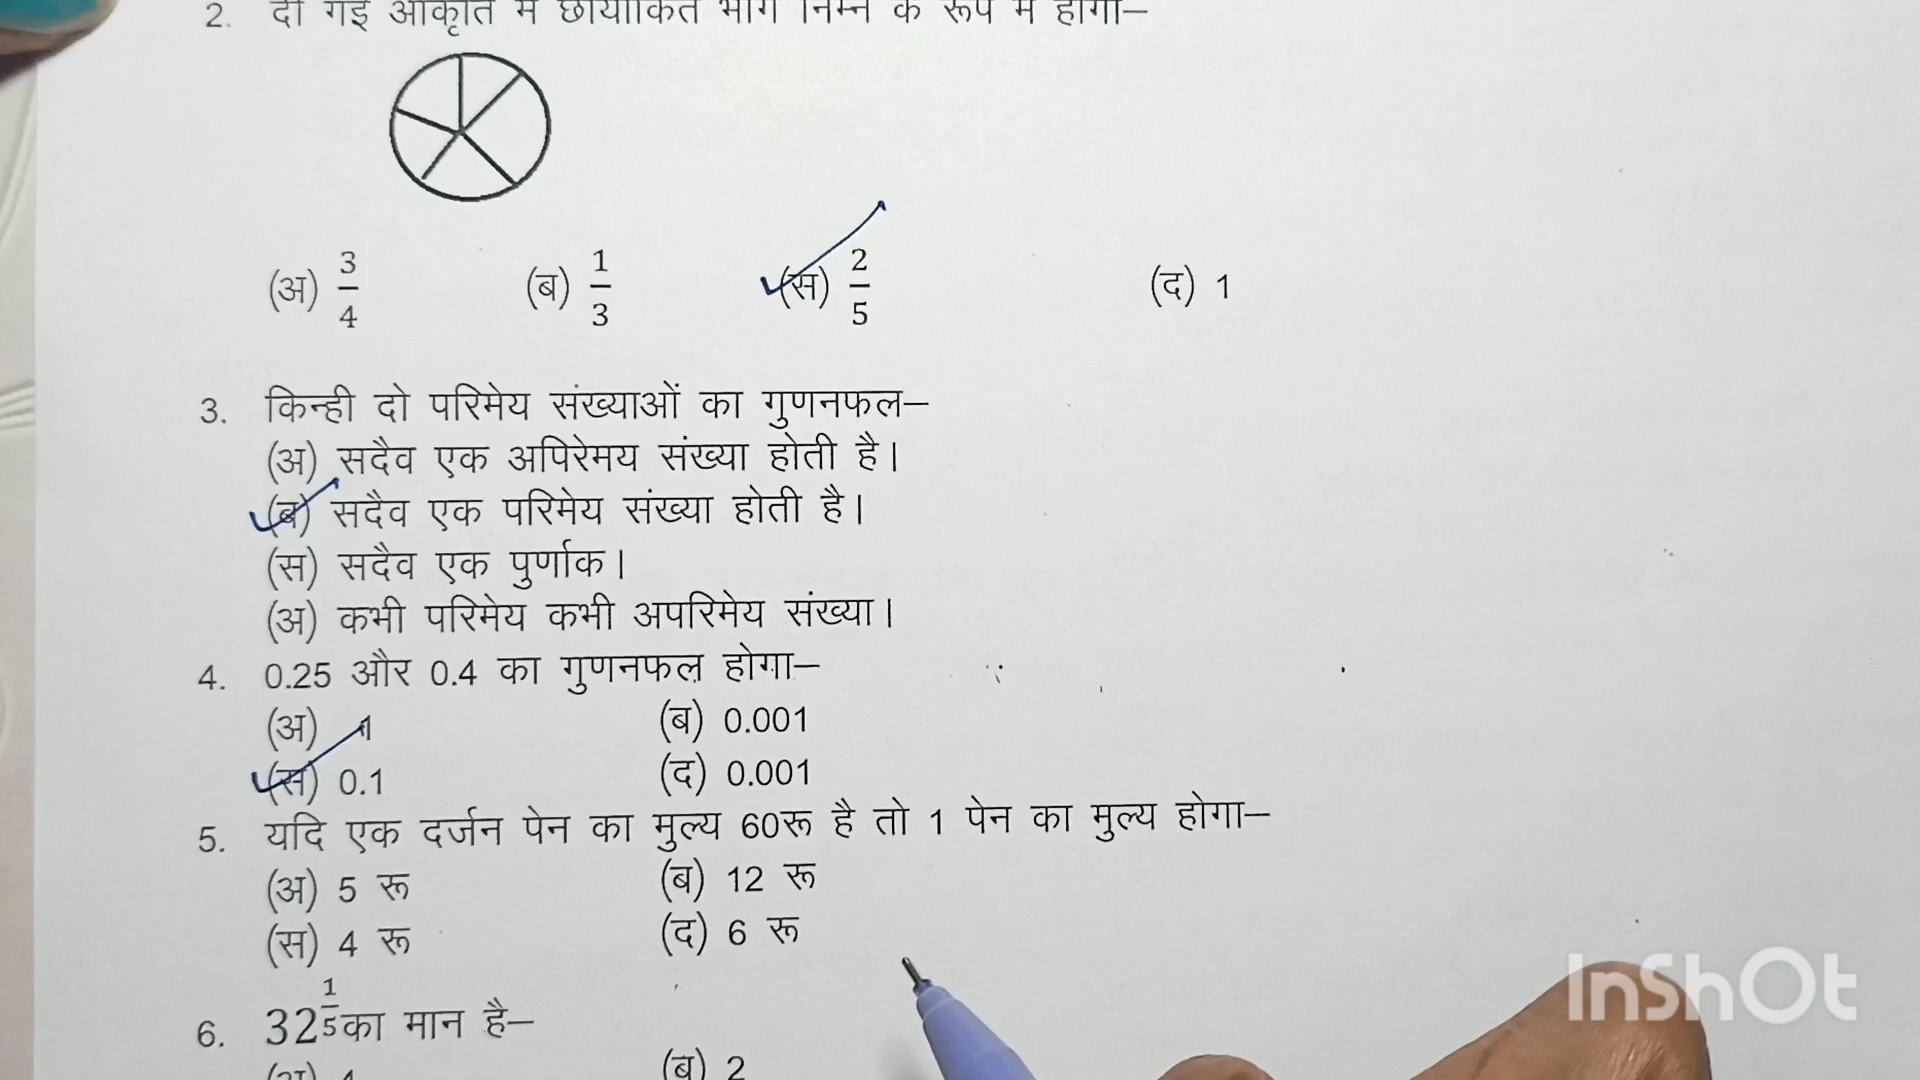 2. दी गई आकृति में छायांकित भाग निम्न के रूप में होगा–
(अ) 3/4 (ब) 1/3 (स) 2/5 (द) 1
3. किन्ही दो परिमेय संख्याओं का गुणनफल–
(अ) सदैव एक अपिरेमय संख्या होती है।
(ब) सदैव एक परिमेय संख्या होती है।
(स) सदैव एक पुर्णाक।
(अ) कभी परिमेय कभी अपरिमेय संख्या।
4. 0.25 और 0.4 का गुणनफल होगा–
(अ) 1 (ब) 0.001
(स) 0.1 (द) 0.001
5. यदि एक दर्जन पेन का मुल्य 60रू है तो 1 पेन का मुल्य होगा–
(अ) 5 रू (ब) 12 रू
(स) 4 रू (द) 6 रू
6. 32^1/5 का मान है–
(ब) 2
InShOt